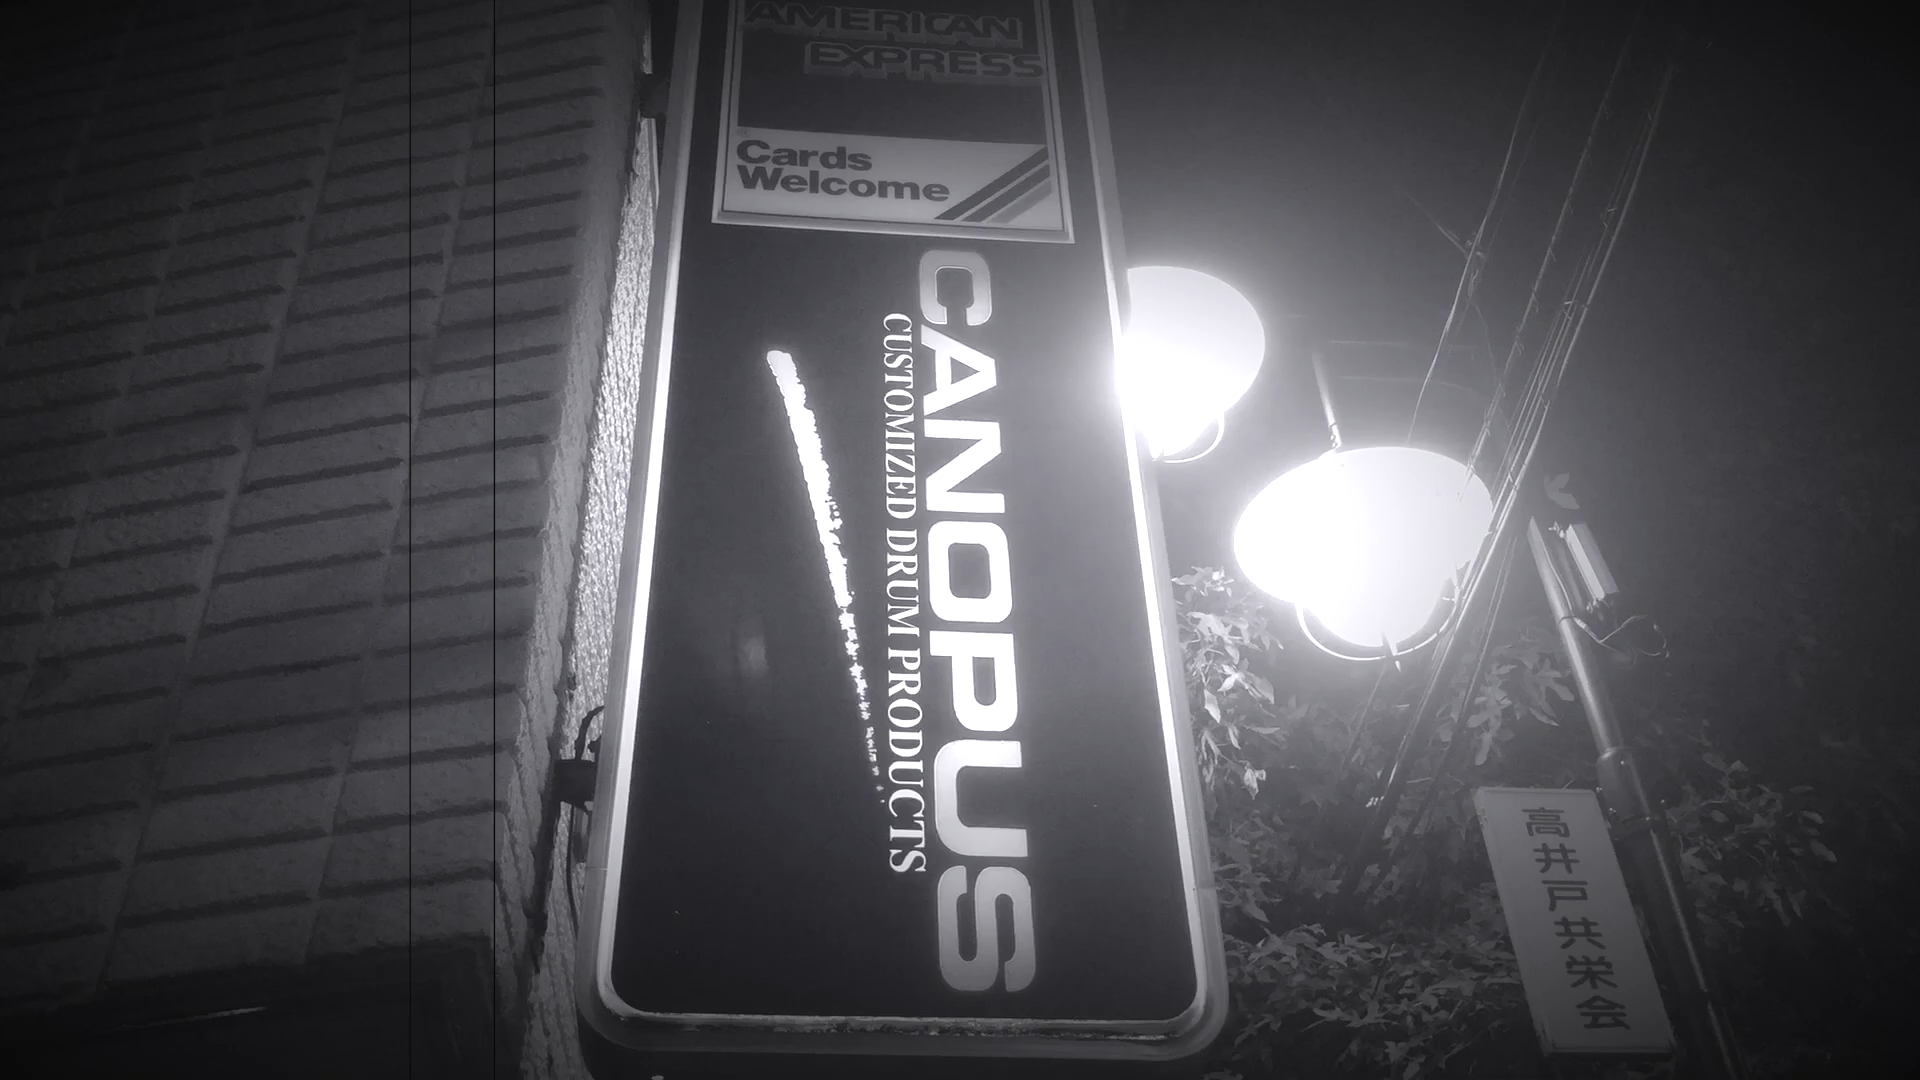 AMERICAN
EXPRESS
Cards
Welcome
CANOPUS
CUSTOMIZED DRUM PRODUCTS
高井戸共栄会